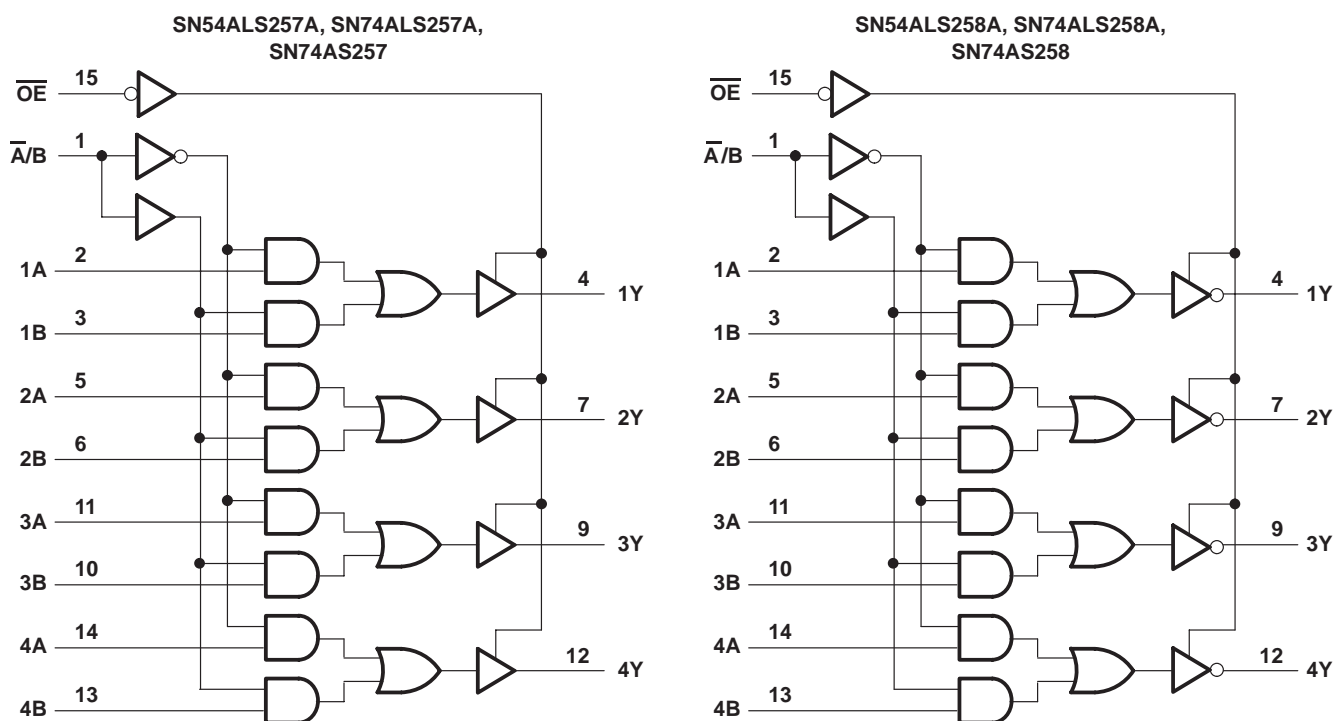 SN54ALS257A, SN74ALS257A,
SN74AS257
OE 15
A/B 1
1A 2
4 1Y
1B 3
2A 5
7 2Y
2B 6
3A 11
9 3Y
3B 10
4A 14
12 4Y
4B 13
SN54ALS258A, SN74ALS258A,
SN74AS258
OE 15
A/B 1
1A 2
4 1Y
1B 3
2A 5
7 2Y
2B 6
3A 11
9 3Y
3B 10
4A 14
12 4Y
4B 13